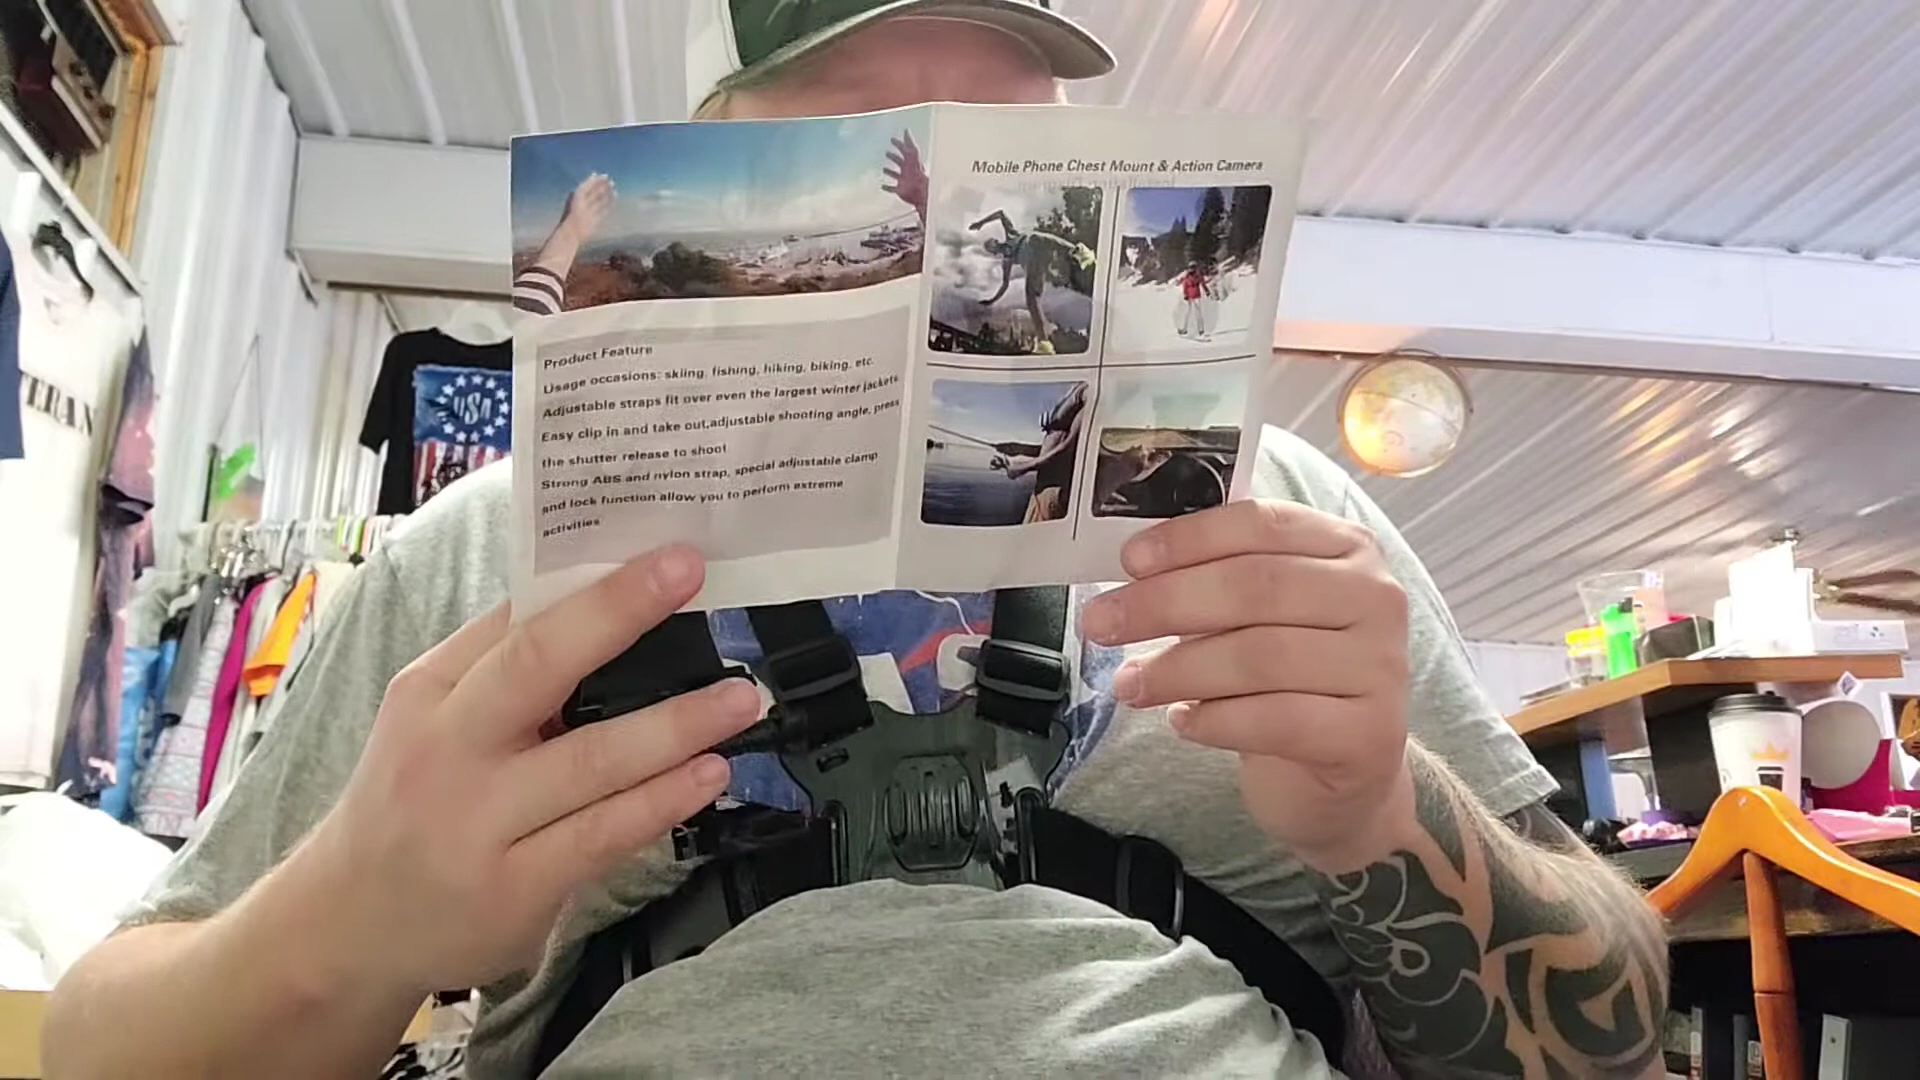 Mobile Phone Chest Mount & Action Camera
Product Feature
Usage occasions: skiing, fishing, hiking, biking, etc.
Adjustable straps fit over even the largest winter jackets
Easy clip in and take out,adjustable shooting angle, press
the shutter release to shoot
Strong ABS and nylon strap, special adjustable clamp
and lock function allow you to perform extreme
activities
USA